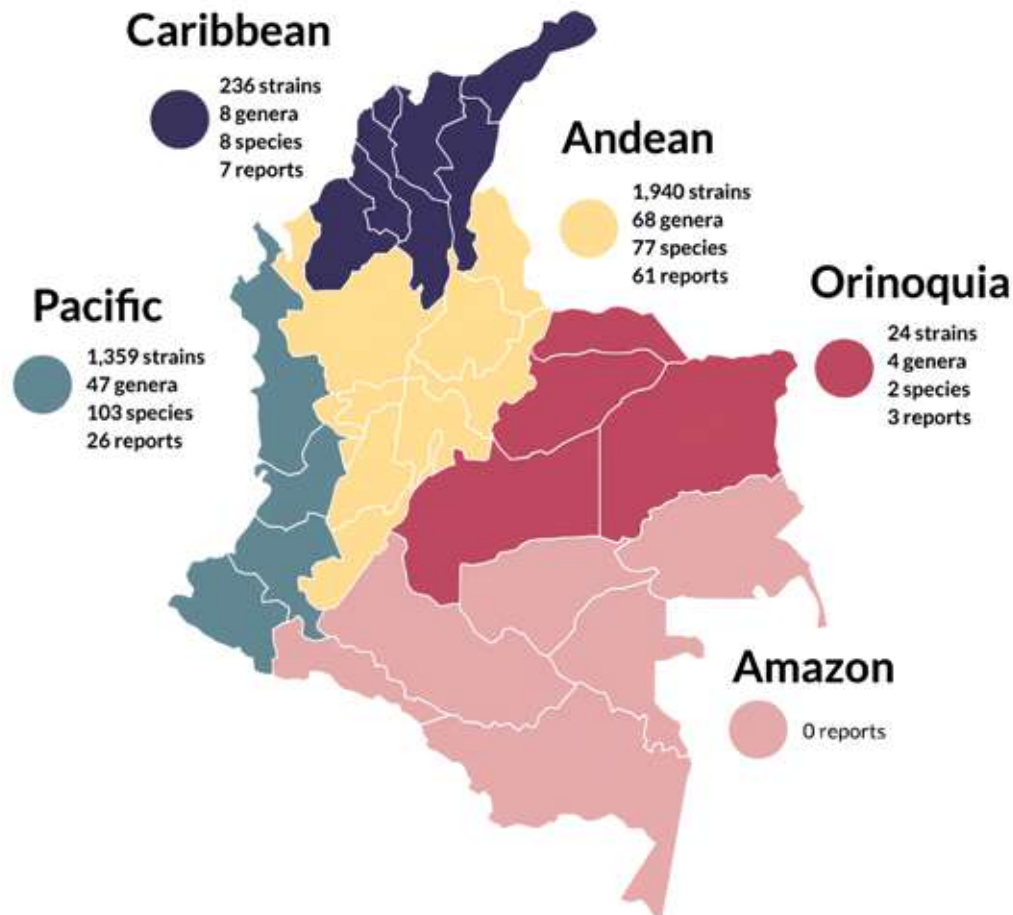 Caribbean
236 strains
8 genera
8 species
7 reports
Andean
1,940 strains
68 genera
77 species
61 reports
Orinoquia
24 strains
4 genera
2 species
3 reports
Pacific
1,359 strains
47 genera
103 species
26 reports
Amazon
0 reports